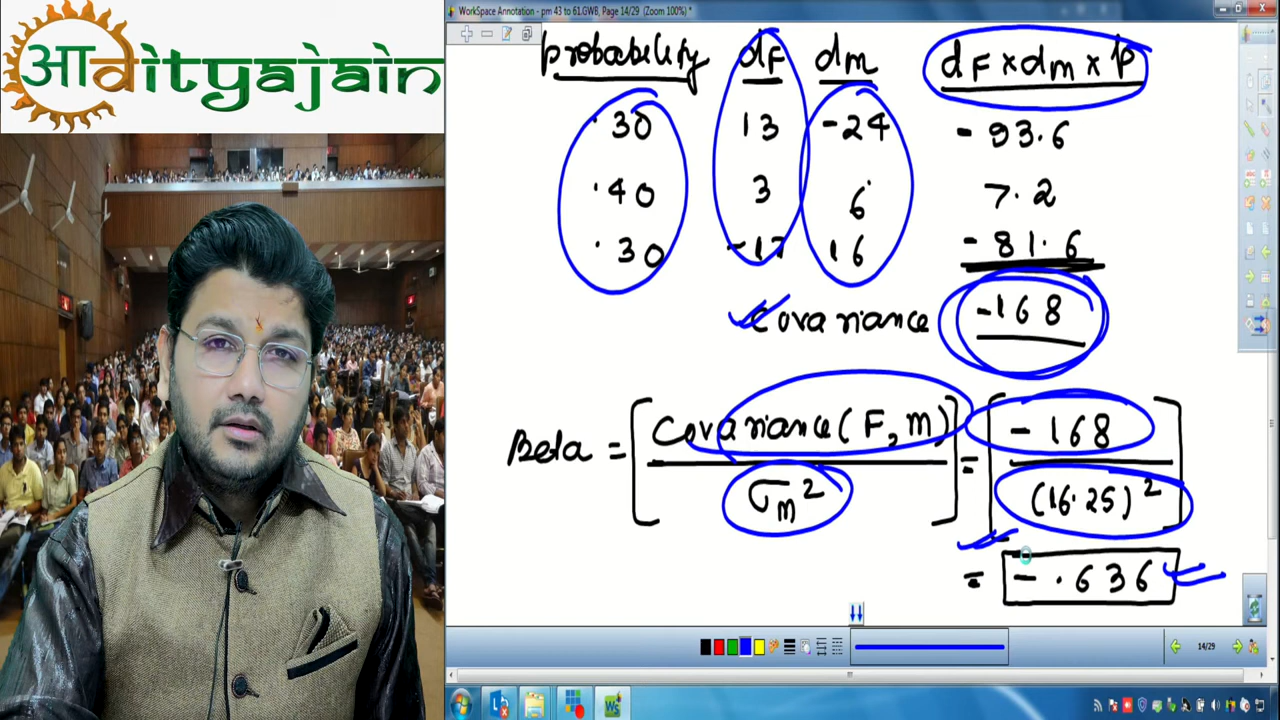 आdityajain
WorkSpace Annotation - pm 43 to 61.GWB, Page 14/29 (Zoom 100%) *
probability dF dm dF×dm×P
.30 13 -24 -93.6
.40 3 6 7.2
.30 -17 16 -81.6
Covariance -168
Beta = [Covariance (F, m) / σm²] = [-168 / (16.25)²]
= -.636
14/29